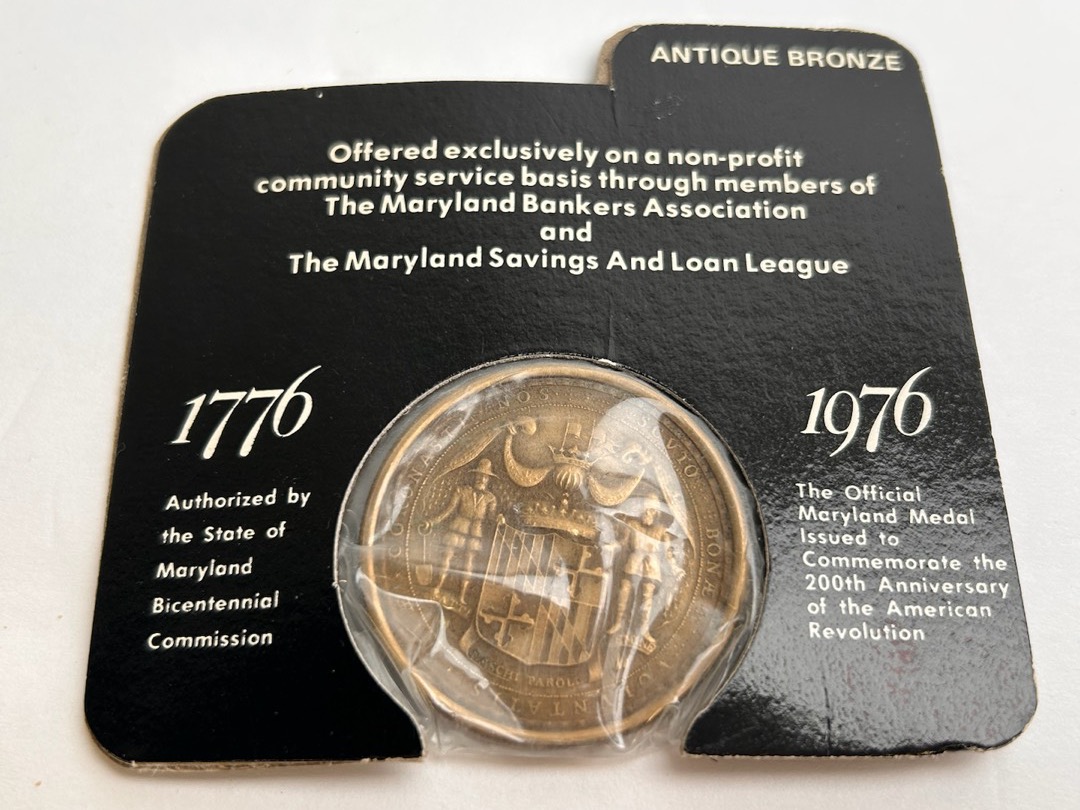 ANTIQUE BRONZE
Offered exclusively on a non-profit
community service basis through members of
The Maryland Bankers Association
and
The Maryland Savings And Loan League
1776
Authorized by
the State of
Maryland
Bicentennial
Commission
1976
The Official
Maryland Medal
Issued to
Commemorate the
200th Anniversary
of the American
Revolution
BONÆ